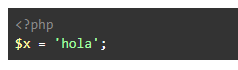 <?php
$x = 'hola';